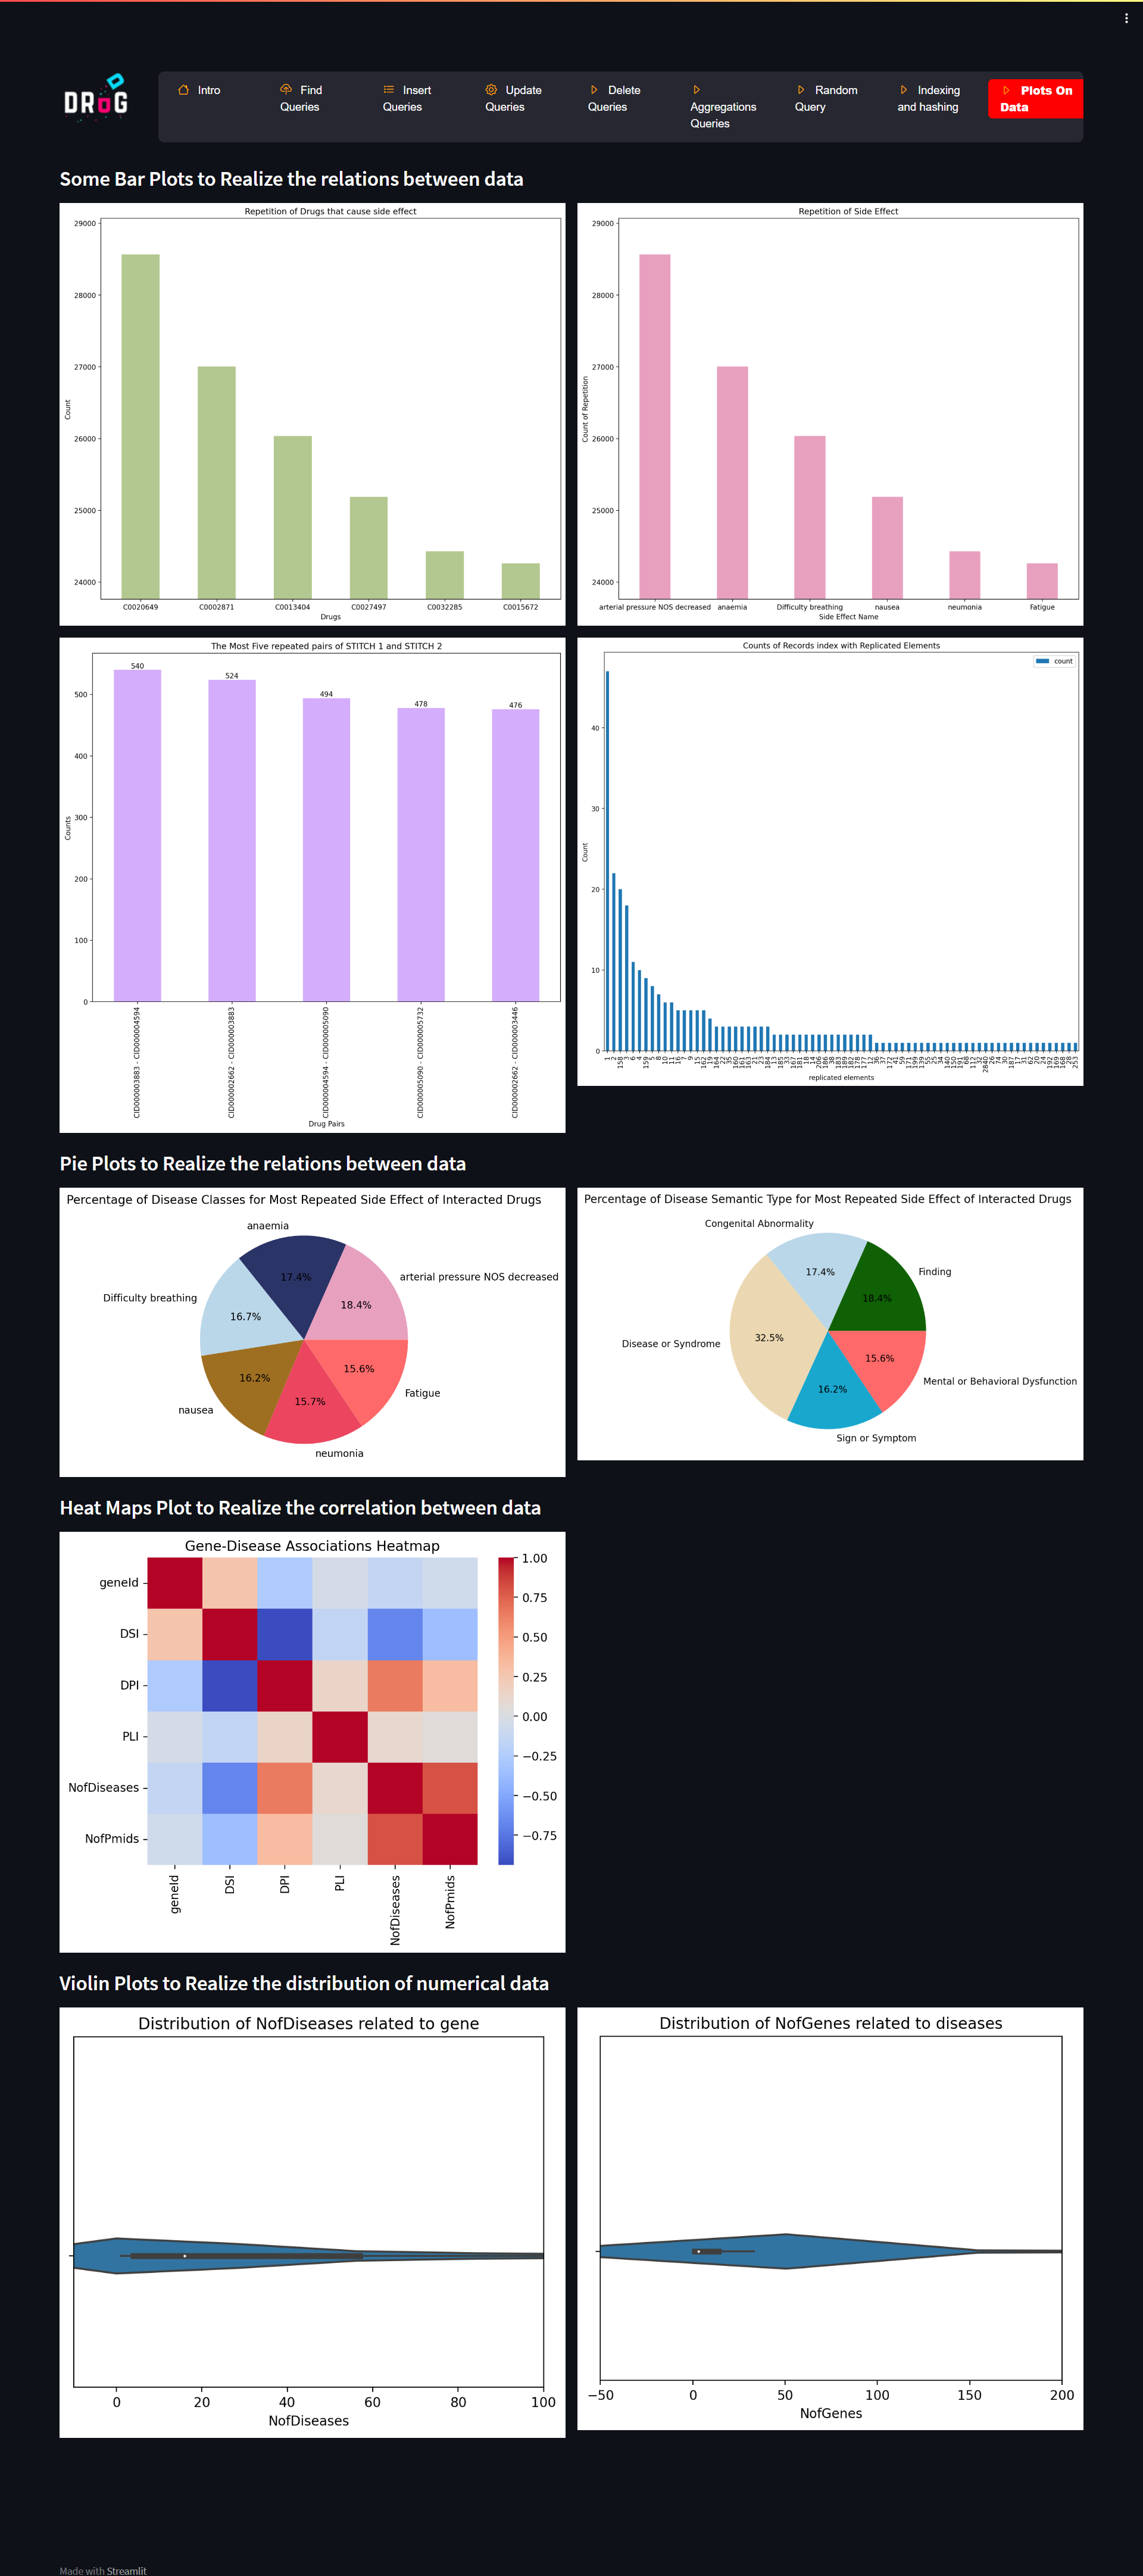 DRUG
Intro
Find
Queries
Insert
Queries
Update
Queries
Delete
Queries
Aggregations
Queries
Random
Query
Indexing
and hashing
Plots On
Data
Some Bar Plots to Realize the relations between data
Repetition of Drugs that cause side effect
29000
28000
27000
26000
25000
24000
Count
C0020649 C0002871 C0013404 C0027497 C0032285 C0015672
Drugs
Repetition of Side Effect
29000
28000
27000
26000
25000
24000
Count of Repetition
arterial pressure NOS decreased anaemia Difficulty breathing nausea neumonia Fatigue
Side Effect Name
The Most Five repeated pairs of STITCH 1 and STITCH 2
540
524
494
478
476
500
400
300
200
100
0
Counts
CID000003883 - CID000004594
CID000002662 - CID000003883
CID000004594 - CID000005090
CID000005090 - CID000005732
CID000002662 - CID000003446
Drug Pairs
Counts of Records index with Replicated Elements
count
40
30
20
10
0
Count
replicated elements
Pie Plots to Realize the relations between data
Percentage of Disease Classes for Most Repeated Side Effect of Interacted Drugs
anaemia
17.4%
arterial pressure NOS decreased
18.4%
Difficulty breathing
16.7%
15.6%
Fatigue
16.2%
nausea
15.7%
neumonia
Percentage of Disease Semantic Type for Most Repeated Side Effect of Interacted Drugs
Congenital Abnormality
17.4%
Finding
18.4%
Disease or Syndrome
32.5%
15.6%
Mental or Behavioral Dysfunction
16.2%
Sign or Symptom
Heat Maps Plot to Realize the correlation between data
Gene-Disease Associations Heatmap
geneId
DSI
DPI
PLI
NofDiseases
NofPmids
1.00
0.75
0.50
0.25
0.00
−0.25
−0.50
−0.75
geneId
DSI
DPI
PLI
NofDiseases
NofPmids
Violin Plots to Realize the distribution of numerical data
Distribution of NofDiseases related to gene
0 20 40 60 80 100
NofDiseases
Distribution of NofGenes related to diseases
−50 0 50 100 150 200
NofGenes
Made with Streamlit